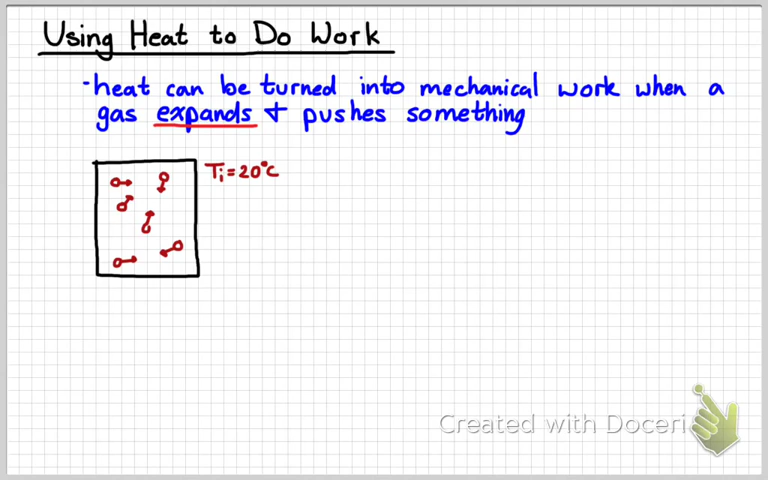 Using Heat to Do Work
-heat can be turned into mechanical work when a
gas expands + pushes something
Ti = 20°C
Created with Doceri